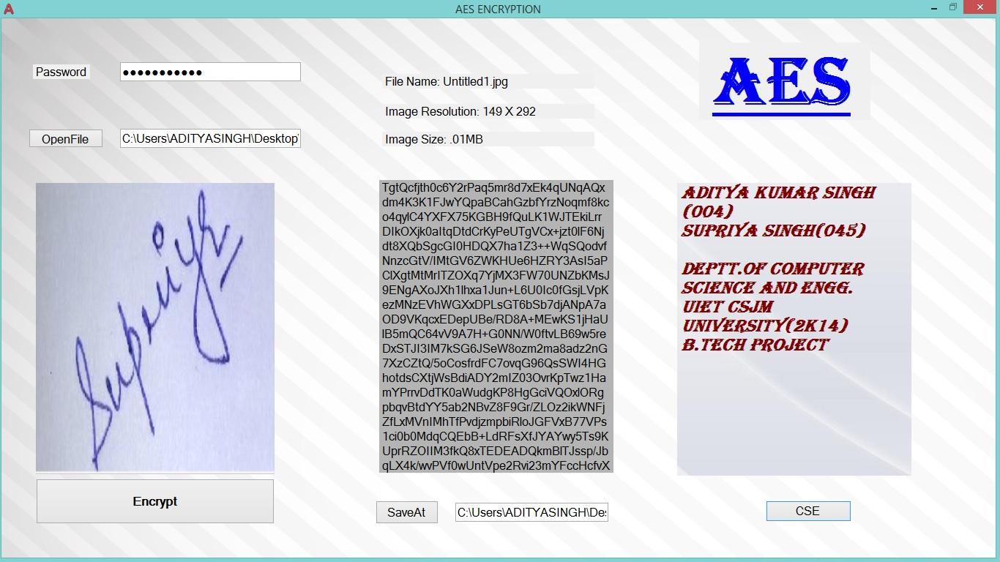 AES ENCRYPTION
Password
●●●●●●●●●●●
OpenFile
C:\Users\ADITYASINGH\Desktop\
File Name: Untitled1.jpg
Image Resolution: 149 X 292
Image Size: .01MB
AES
Supriya
Encrypt
TgtQcfjth0c6Y2rPaq5mr8d7xEk4qUNqAQx
dm4K3K1FJwYQpaBCahGzbfYrzNoqmf8kc
o4qylC4YXFX75KGBH9fQuLK1WJTEkiLrr
DIkOXjk0aItqDtdCrKyPeUTgVCx+jzt0lF6Nj
dt8XQbSgcGI0HDQX7ha1Z3++WqSQodvf
NnzcGtV/IMtGV6ZWKHUe6HZRY3AsI5aP
ClXgtMtMrITZOXq7YjMX3FW70UNZbKMsJ
9ENgAXoJXh1lhxa1Jun+L6U0Ic0fGsjLVpK
ezMNzEVhWGXxDPLsGT6bSb7djANpA7a
OD9VKqcxEDepUBe/RD8A+MEwKS1jHaU
lB5mQC64vV9A7H+G0NN/W0ftvLB69w5re
DxSTJI3IM7kSG6JSeW8ozm2ma8adz2nG
7XzCZtQ/5oCosfrdFC7ovqG96QsSWI4HG
hotdsCXtjWsBdiADY2mIZ03OvrKpTwz1Ha
mYPrrvDdTK0aWudgKP8HgGciVQOxlORg
pbqvBtdYY5ab2NBvZ8F9Gr/ZLOz2ikWNFj
ZfLxMVnIMhTfPvdjzmpbiRloJGFVxB77VPs
1ci0b0MdqCQEbB+LdRFsXfJYAYwy5Ts9K
UprRZOIIM3fkQ8xTEDEADQkmBlTJssp/Jb
qLX4k/wvPVf0wUntVpe2Rvi23mYFccHcfvX
SaveAt
C:\Users\ADITYASINGH\De
ADITYA KUMAR SINGH
(004)
SUPRIYA SINGH(045)
DEPTT.OF COMPUTER
SCIENCE AND ENGG.
UIET CSJM
UNIVERSITY(2K14)
B.TECH PROJECT
CSE